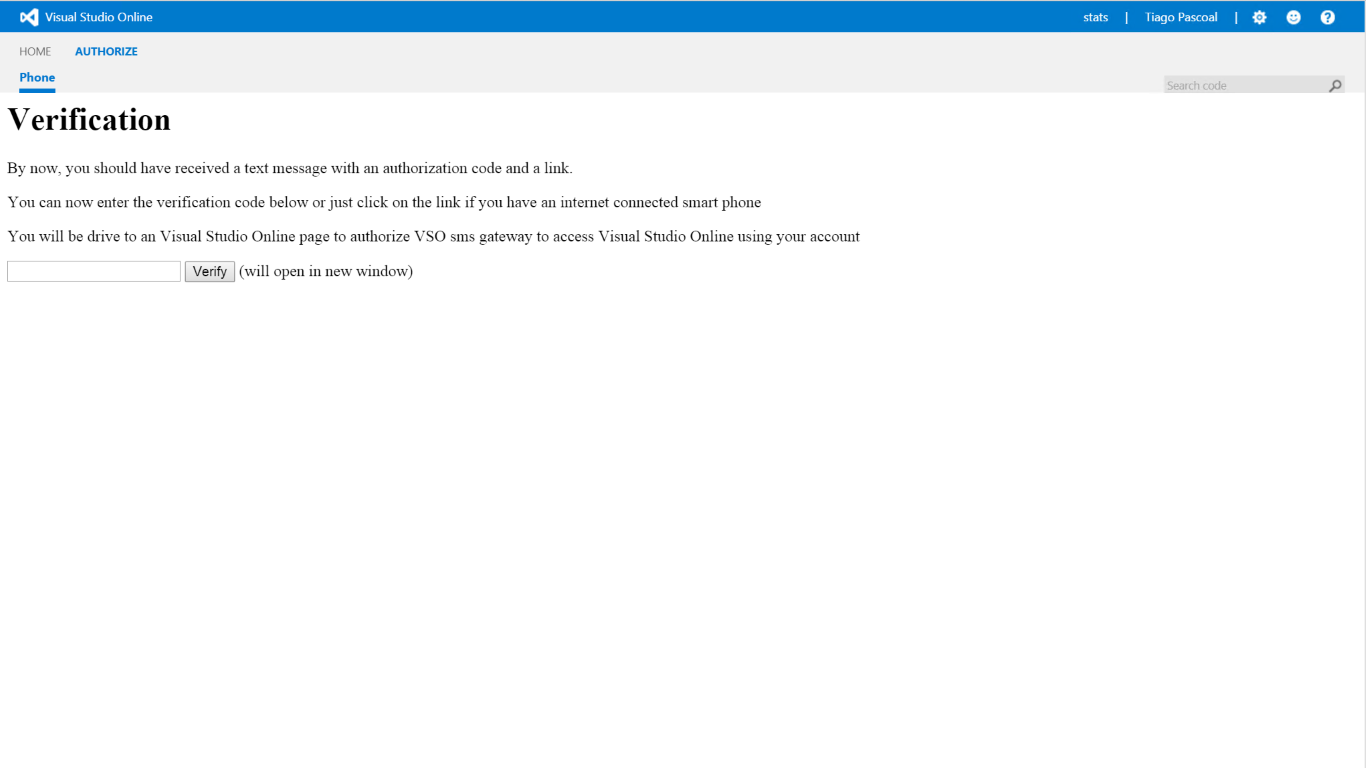 Visual Studio Online
stats | Tiago Pascoal |
HOME AUTHORIZE
Phone
Search code
Verification
By now, you should have received a text message with an authorization code and a link.
You can now enter the verification code below or just click on the link if you have an internet connected smart phone
You will be drive to an Visual Studio Online page to authorize VSO sms gateway to access Visual Studio Online using your account
Verify (will open in new window)